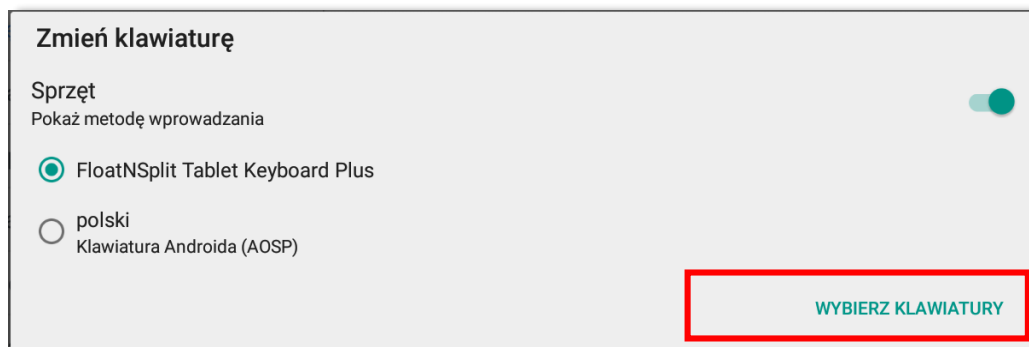 Zmień klawiaturę
Sprzęt
Pokaż metodę wprowadzania
FloatNSplit Tablet Keyboard Plus
polski
Klawiatura Androida (AOSP)
WYBIERZ KLAWIATURY